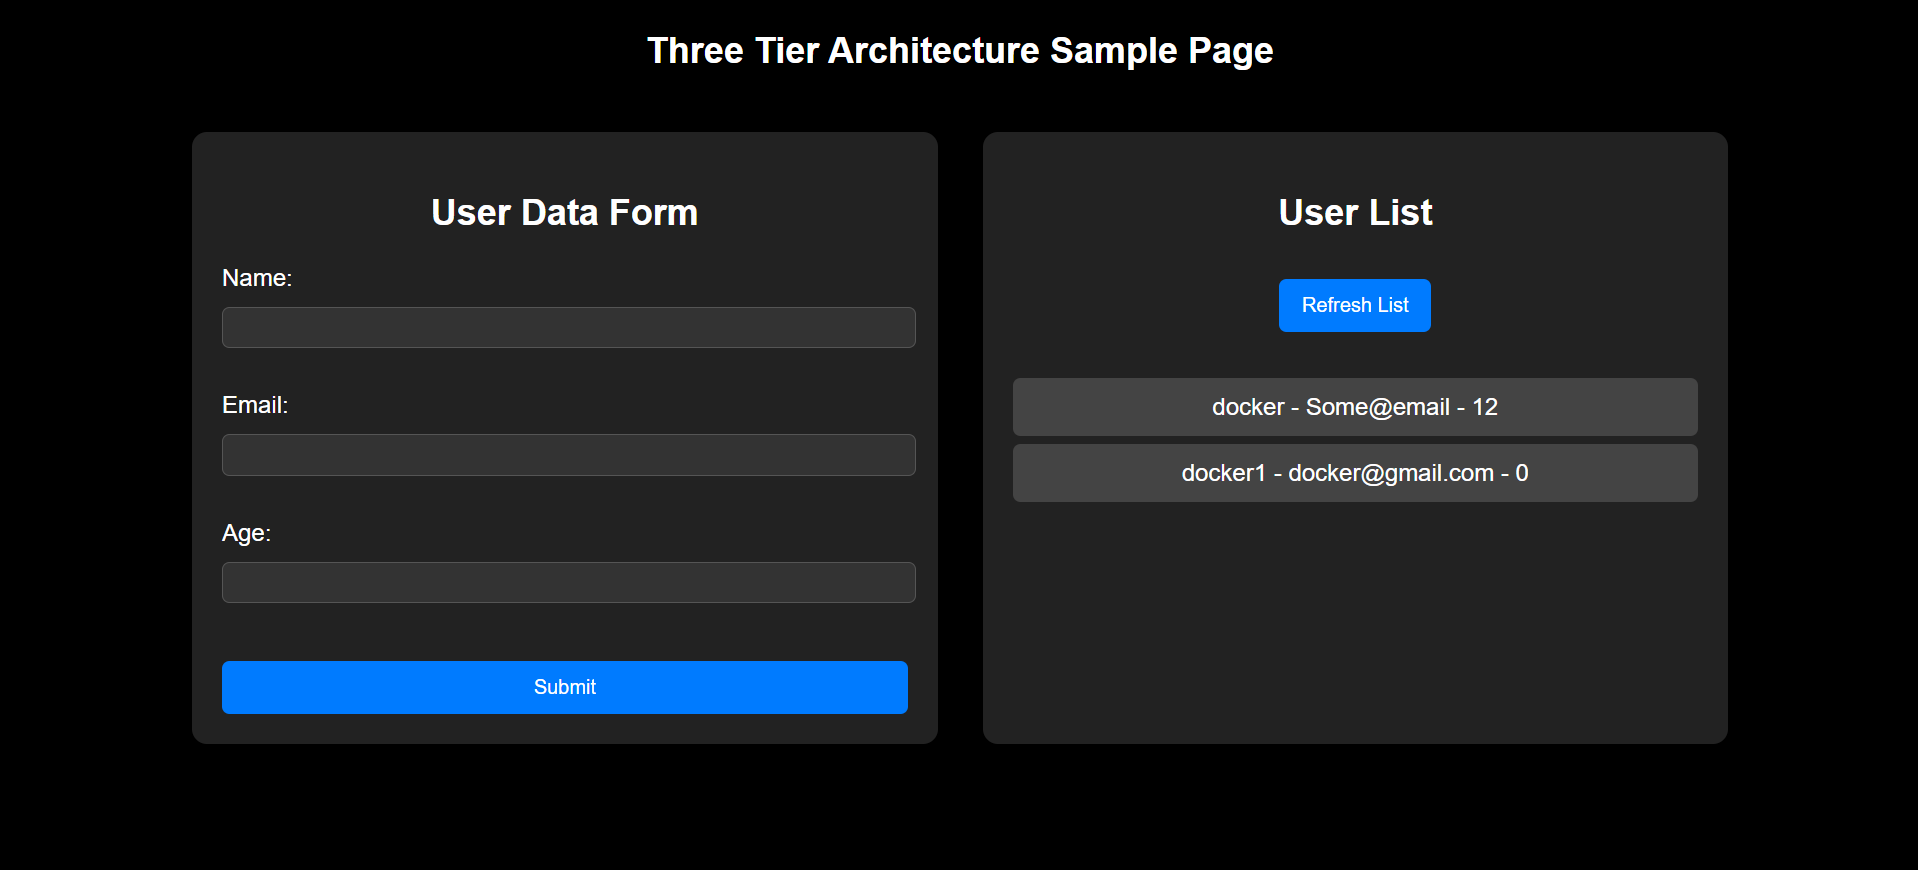 Three Tier Architecture Sample Page
User Data Form
Name:
Email:
Age:
Submit
User List
Refresh List
docker - Some@email - 12
docker1 - docker@gmail.com - 0